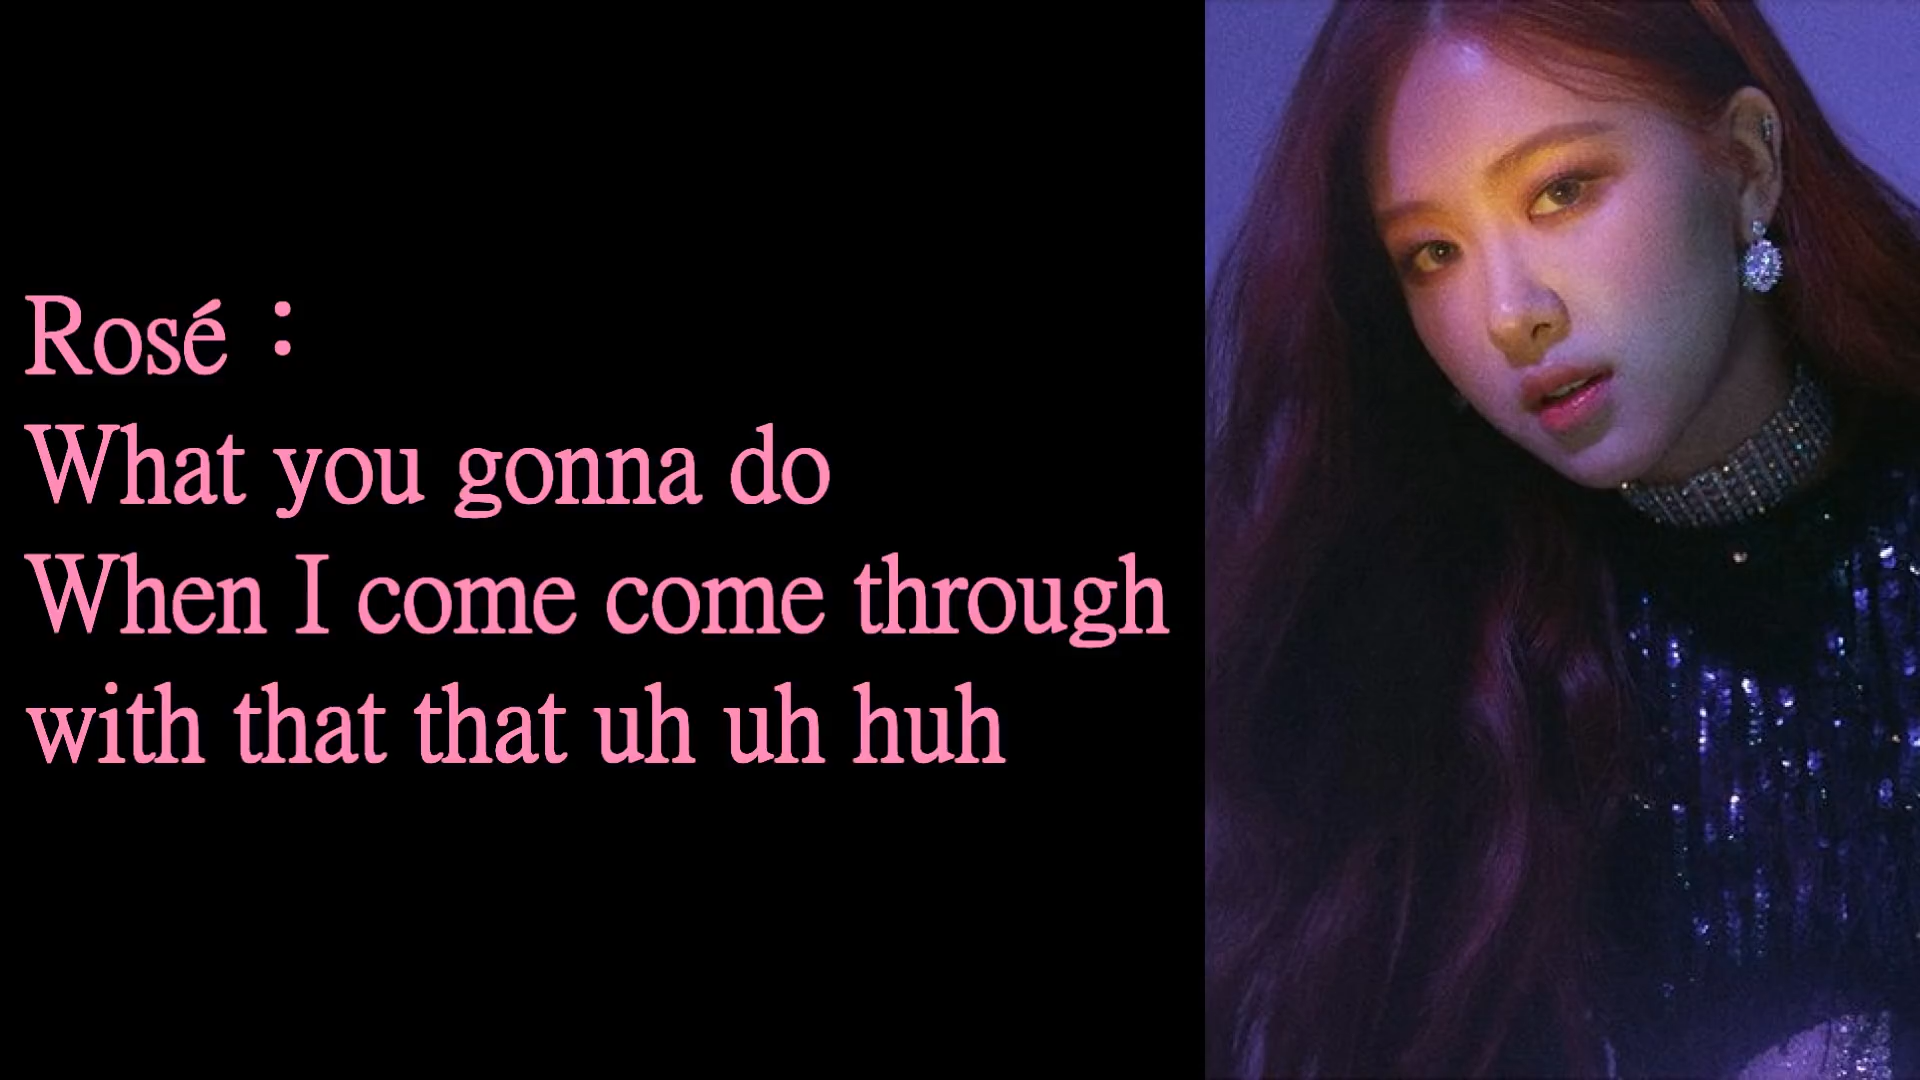 Rosé：
What you gonna do
When I come come through
with that that uh uh huh